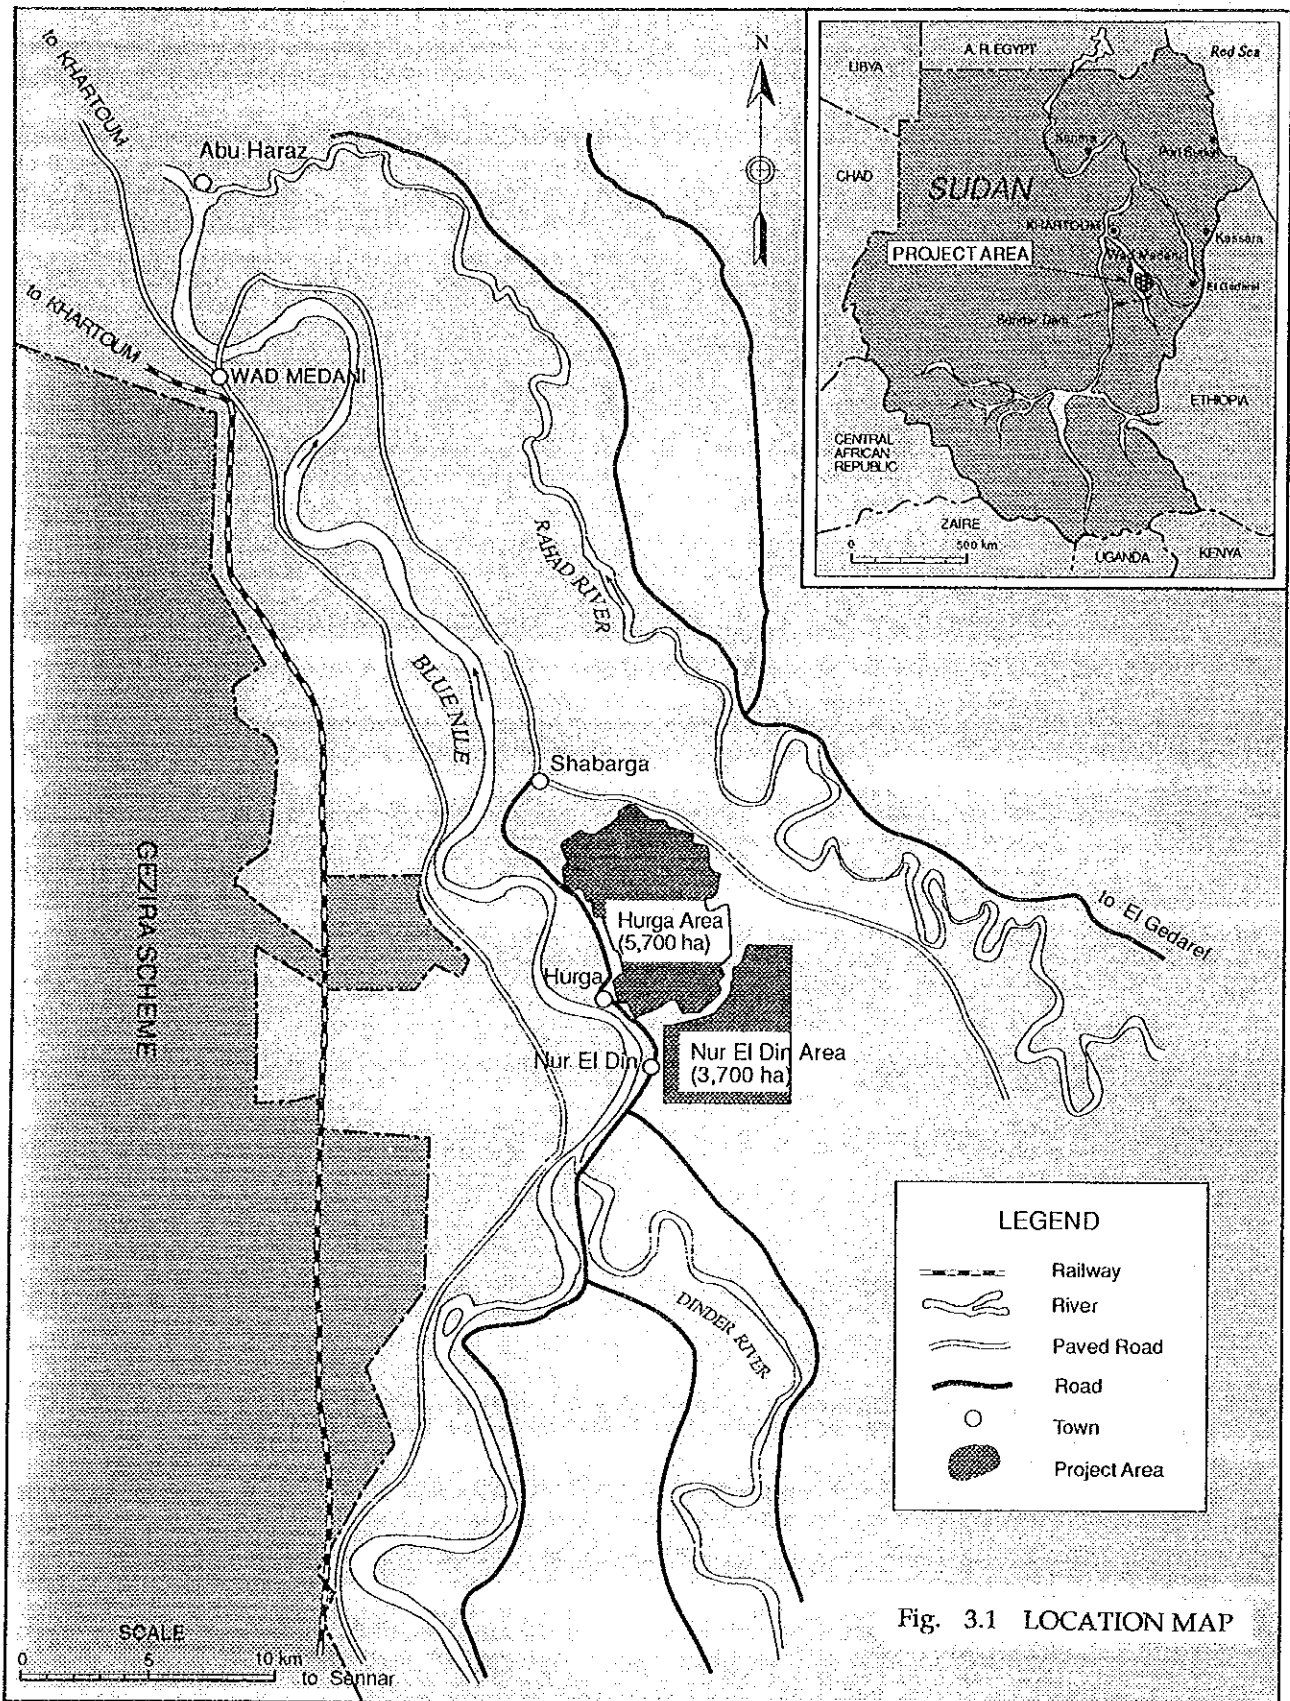 to KHARTOUM
Abu Haraz
N
to KHARTOUM
WAD MEDANI
RAHAD RIVER
BLUE NILE
Shabarga
GEZIRA SCHEME
Hurga Area
(5,700 ha)
to El Gedaref
Hurga
Nur El Din
Nur El Din Area
(3,700 ha)
DINDER RIVER
A. R. EGYPT
Red Sea
LIBYA
Port Sudan
CHAD
SUDAN
KHARTOUM
Kassara
PROJECT AREA
Wad Medani
El Gedaref
ETHIOPIA
CENTRAL
AFRICAN
REPUBLIC
ZAIRE
0 500 km
UGANDA
KENYA
LEGEND
Railway
River
Paved Road
Road
Town
Project Area
SCALE
0 5 10 km
to Sennar
Fig. 3.1 LOCATION MAP